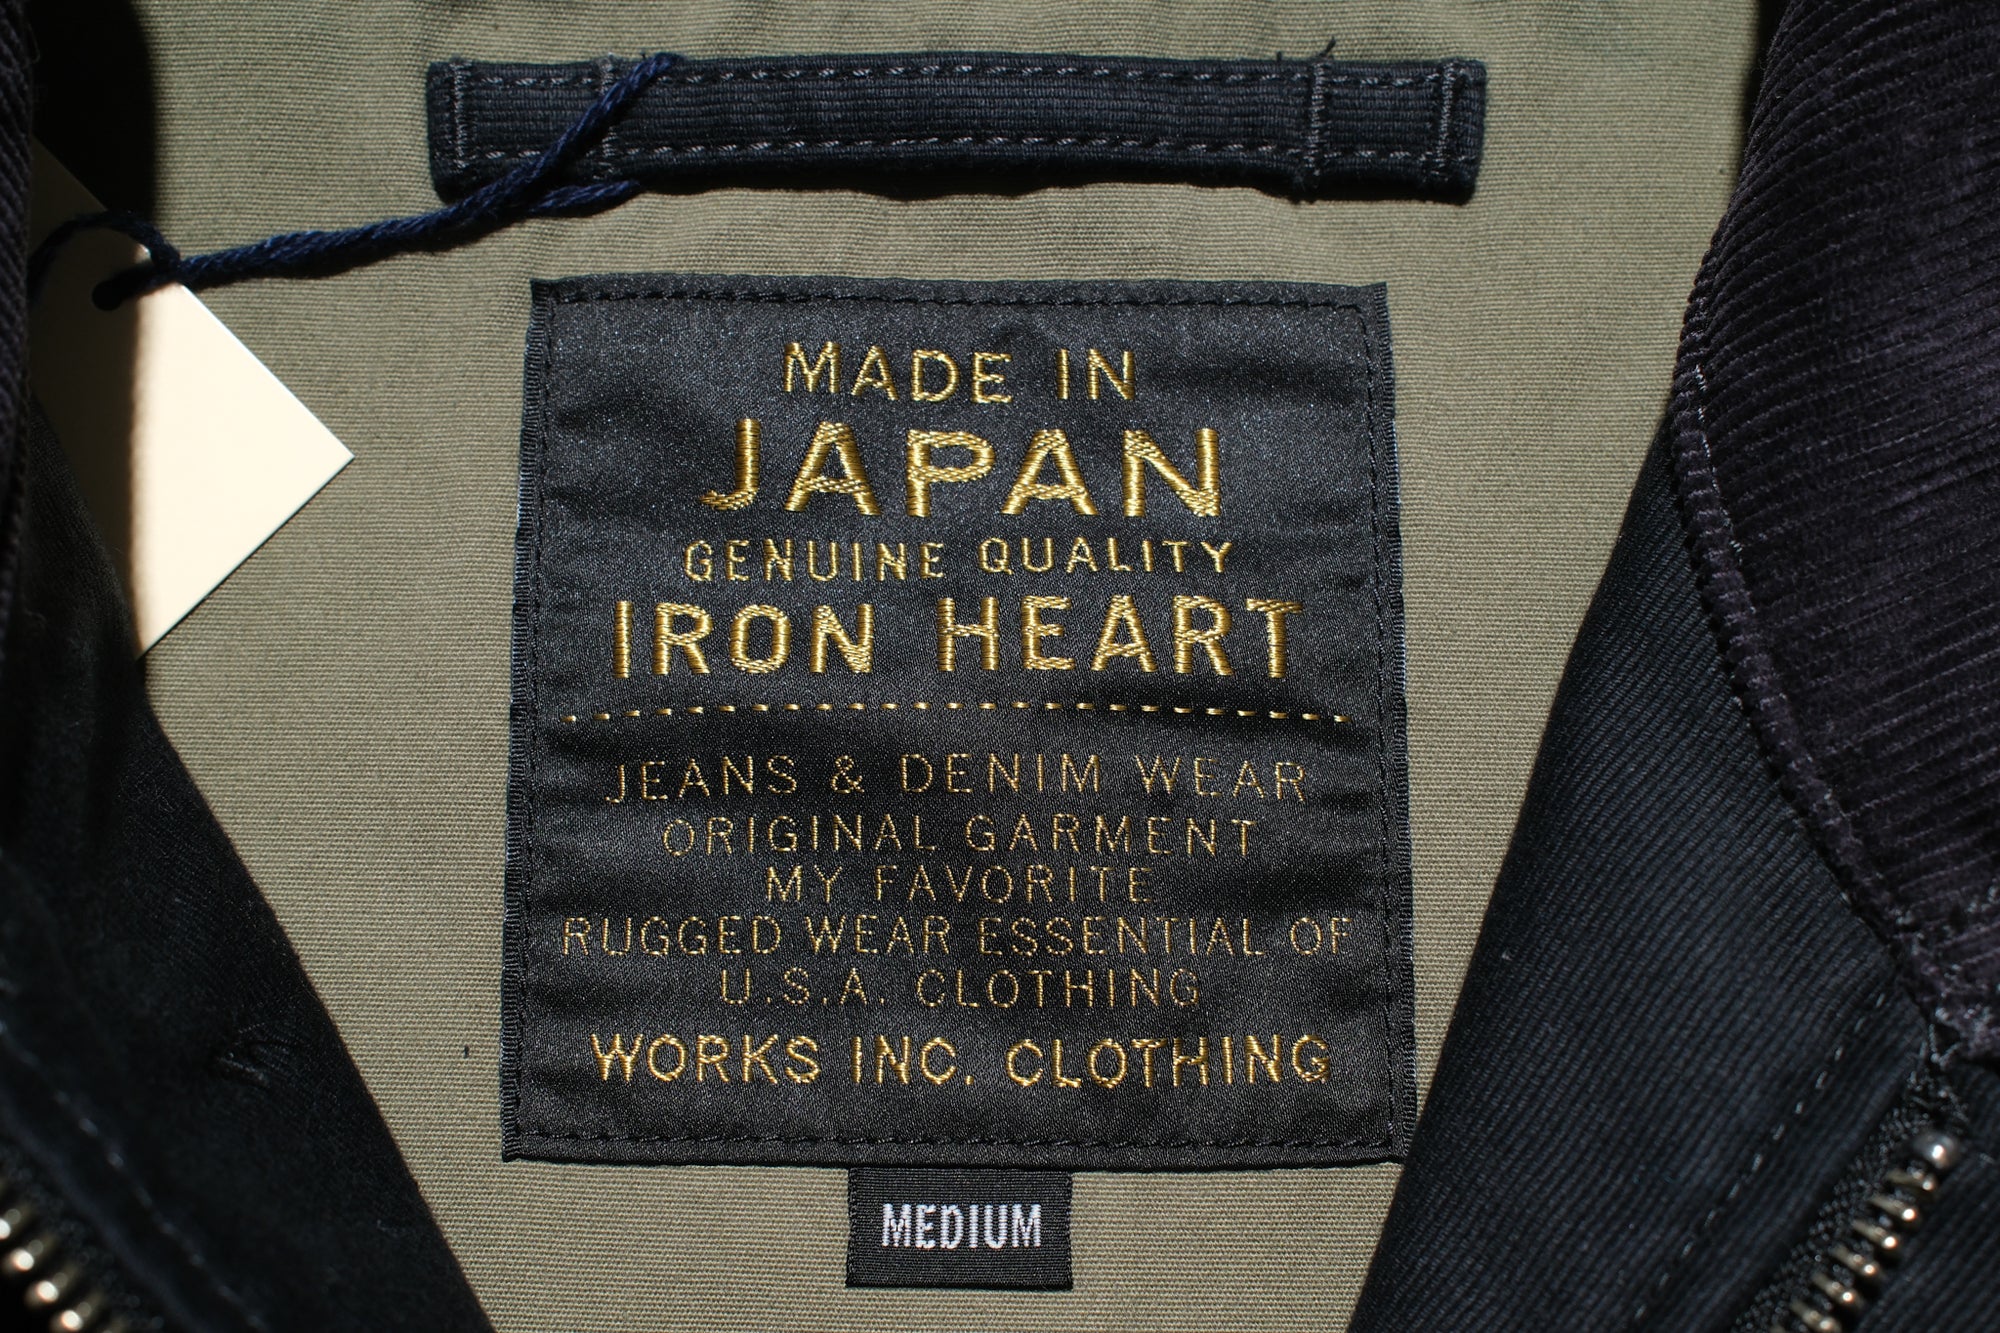 MADE IN
JAPAN
GENUINE QUALITY
IRON HEART
JEANS & DENIM WEAR
ORIGINAL GARMENT
MY FAVORITE
RUGGED WEAR ESSENTIAL OF
U.S.A. CLOTHING
WORKS INC. CLOTHING
MEDIUM